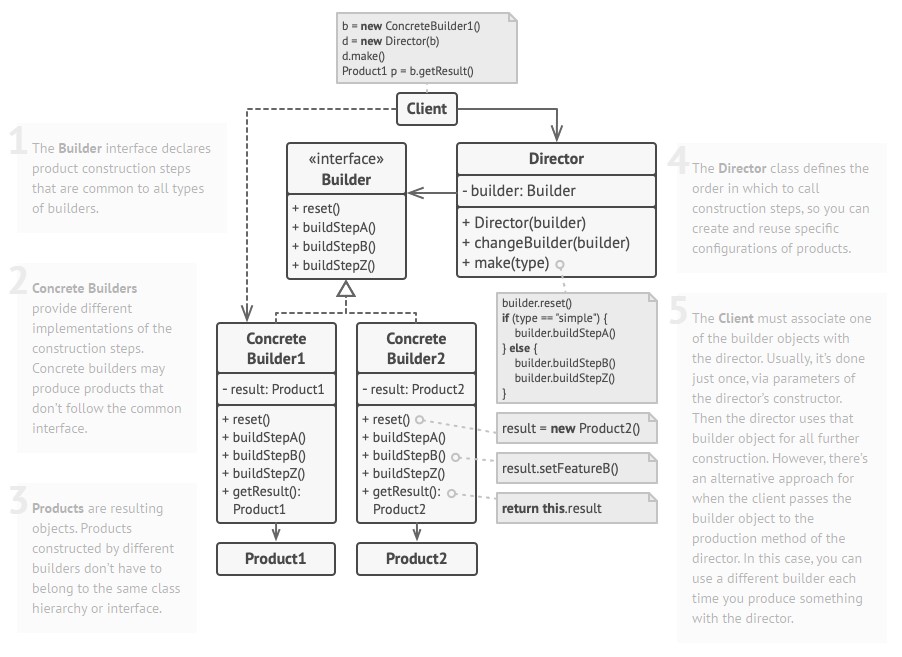 b = new ConcreteBuilder1()
d = new Director(b)
d.make()
Product1 p = b.getResult()
Client
1
The Builder interface declares
product construction steps
that are common to all types
of builders.
«interface»
Builder
+ reset()
+ buildStepA()
+ buildStepB()
+ buildStepZ()
Director
- builder: Builder
+ Director(builder)
+ changeBuilder(builder)
+ make(type)
4
The Director class defines the
order in which to call
construction steps, so you can
create and reuse specific
configurations of products.
2
Concrete Builders
provide different
implementations of the
construction steps.
Concrete builders may
produce products that
don't follow the common
interface.
builder.reset()
if (type == "simple") {
builder.buildStepA()
} else {
builder.buildStepB()
builder.buildStepZ()
}
5
The Client must associate one
of the builder objects with
the director. Usually, it's done
just once, via parameters of
the director's constructor.
Then the director uses that
builder object for all further
construction. However, there's
an alternative approach for
when the client passes the
builder object to the
production method of the
director. In this case, you can
use a different builder each
time you produce something
with the director.
Concrete
Builder1
- result: Product1
+ reset()
+ buildStepA()
+ buildStepB()
+ buildStepZ()
+ getResult():
Product1
Concrete
Builder2
- result: Product2
+ reset()
+ buildStepA()
+ buildStepB()
+ buildStepZ()
+ getResult():
Product2
result = new Product2()
result.setFeatureB()
return this.result
3
Products are resulting
objects. Products
constructed by different
builders don't have to
belong to the same class
hierarchy or interface.
Product1
Product2